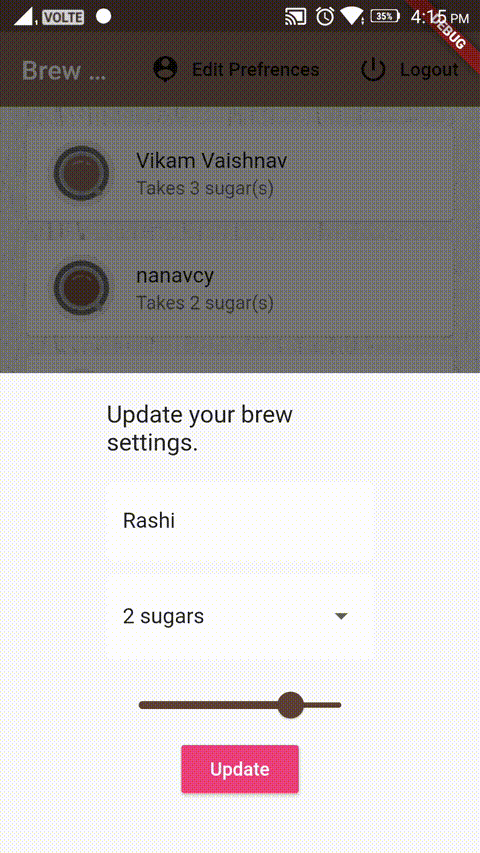 VOLTE 35% 4:15 PM
DEBUG
Brew ... Edit Prefrences Logout
Vikam Vaishnav
Takes 3 sugar(s)
nanavcy
Takes 2 sugar(s)
Update your brew
settings.
Rashi
2 sugars
Update